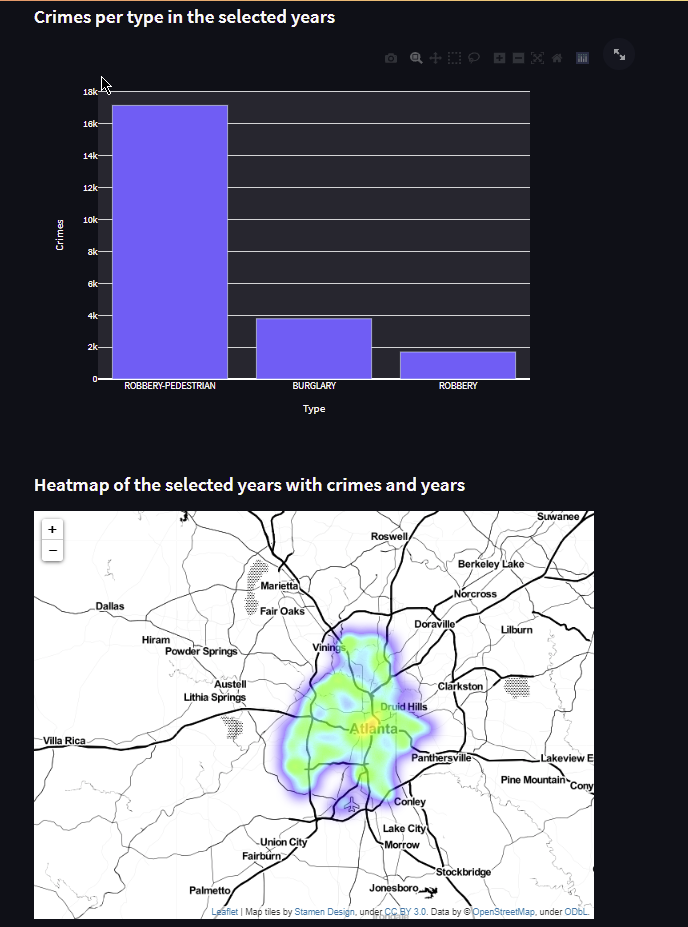 Crimes per type in the selected years
18k
16k
14k
12k
10k
8k
6k
4k
2k
0
Crimes
ROBBERY-PEDESTRIAN BURGLARY ROBBERY
Type
Heatmap of the selected years with crimes and years
+
−
Suwanee
Roswell
Berkeley Lake
Marietta
Norcross
Dallas
Fair Oaks
Doraville
Lilburn
Hiram
Vinings
Powder Springs
Austell
Clarkston
Lithia Springs
Druid Hills
Atlanta
Villa Rica
Panthersville
Lakeview E
Pine Mountain
Cony
Conley
Lake City
Union City
Morrow
Fairburn
Stockbridge
Palmetto
Jonesboro
Leaflet | Map tiles by Stamen Design, under CC BY 3.0. Data by © OpenStreetMap, under ODbL.